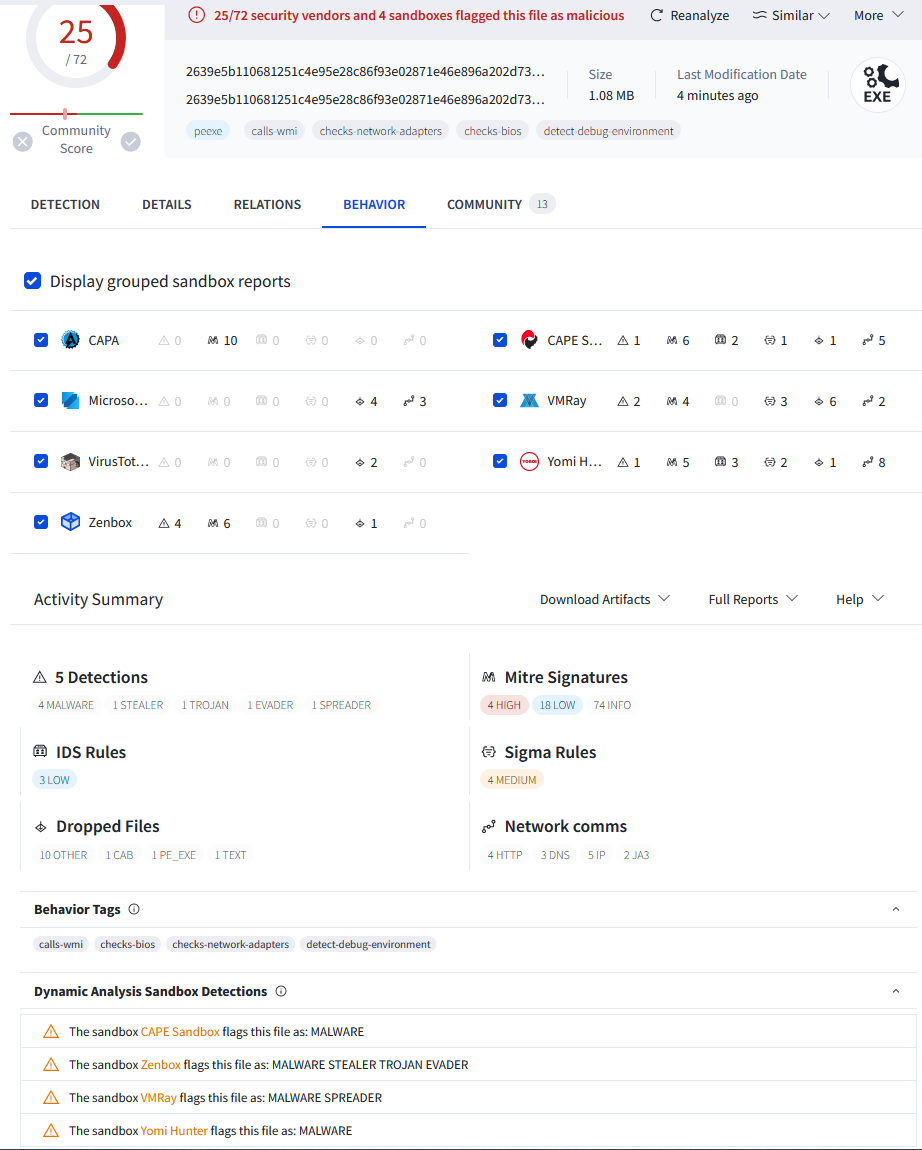 25
/ 72
Community
Score
25/72 security vendors and 4 sandboxes flagged this file as malicious
Reanalyze
Similar
More
2639e5b110681251c4e95e28c86f93e02871e46e896a202d73…
2639e5b110681251c4e95e28c86f93e02871e46e896a202d73…
Size
1.08 MB
Last Modification Date
4 minutes ago
EXE
peexe calls-wmi checks-network-adapters checks-bios detect-debug-environment
DETECTION DETAILS RELATIONS BEHAVIOR COMMUNITY 13
Display grouped sandbox reports
CAPA 0 10 0 0 0 0
CAPE S... 1 6 2 1 1 5
Microso... 0 0 0 0 4 3
VMRay 2 4 0 3 6 2
VirusTot... 0 0 0 0 2 0
YOROI
Yomi H... 1 5 3 2 1 8
Zenbox 4 6 0 0 1 0
Activity Summary
Download Artifacts Full Reports Help
5 Detections
4 MALWARE 1 STEALER 1 TROJAN 1 EVADER 1 SPREADER
Mitre Signatures
4 HIGH 18 LOW 74 INFO
IDS Rules
3 LOW
Sigma Rules
4 MEDIUM
Dropped Files
10 OTHER 1 CAB 1 PE_EXE 1 TEXT
Network comms
4 HTTP 3 DNS 5 IP 2 JA3
Behavior Tags
calls-wmi checks-bios checks-network-adapters detect-debug-environment
Dynamic Analysis Sandbox Detections
The sandbox CAPE Sandbox flags this file as: MALWARE
The sandbox Zenbox flags this file as: MALWARE STEALER TROJAN EVADER
The sandbox VMRay flags this file as: MALWARE SPREADER
The sandbox Yomi Hunter flags this file as: MALWARE